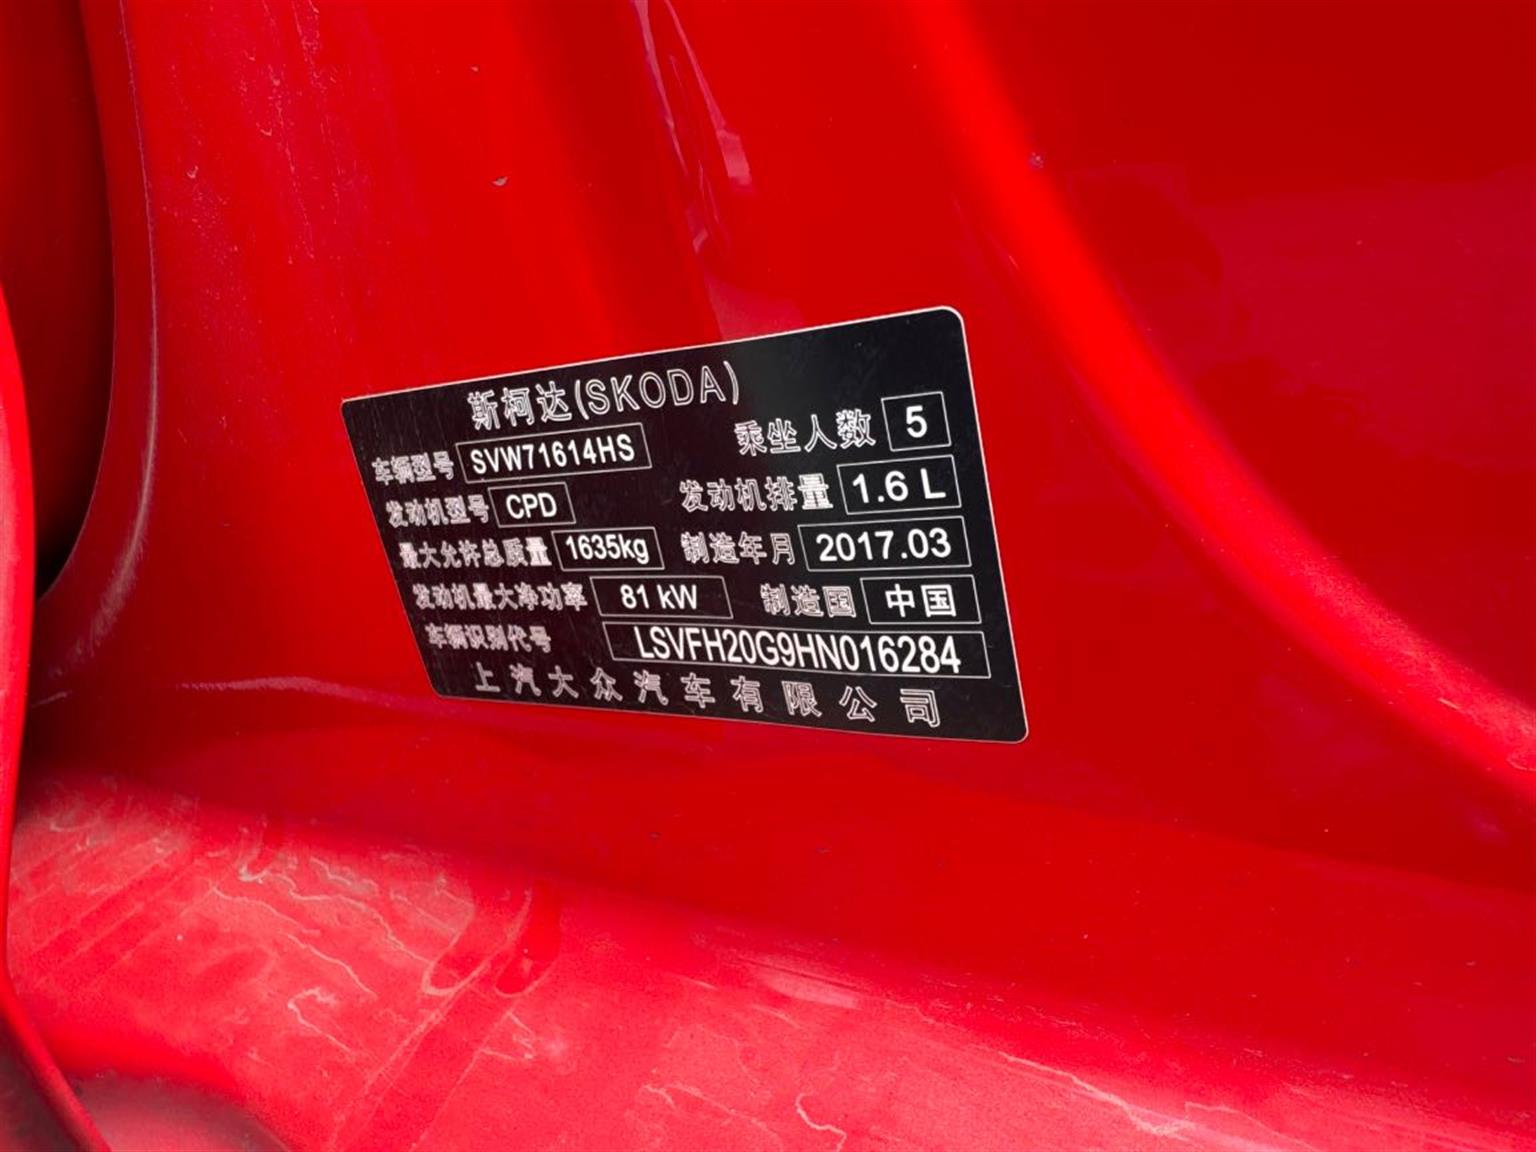 斯柯达(SKODA)
车辆型号 SVW71614HS 乘坐人数 5
发动机型号 CPD 发动机排量 1.6 L
最大允许总质量 1635kg 制造年月 2017.03
发动机最大净功率 81 kW 制造国 中国
车辆识别代号 LSVFH20G9HN016284
上汽大众汽车有限公司